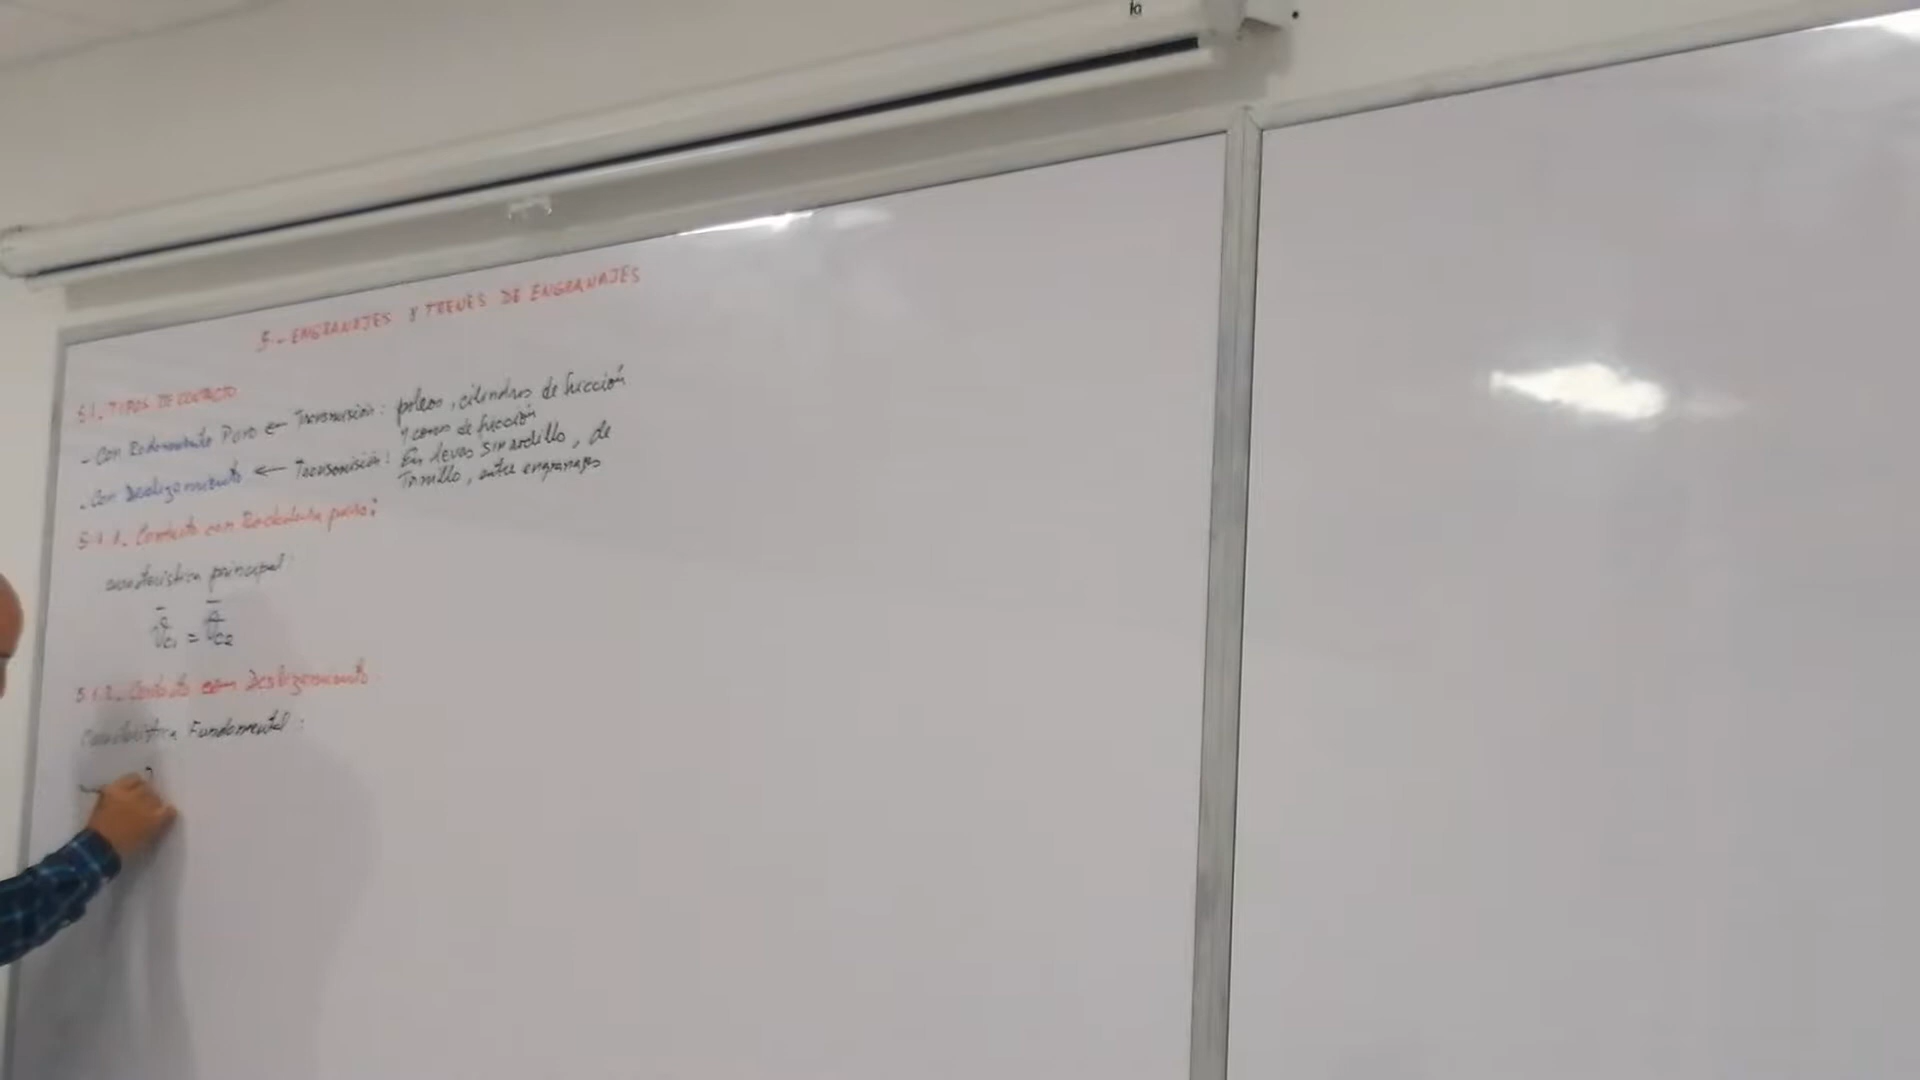 5.- ENGRANAJES Y TRENES DE ENGRANAJES
5.1. TIPOS DE CONTACTO
- Con Rodamiento Puro ← Transmisión: poleas, cilindros de fricción
y conos de fricción
- Con Deslizamiento ← Transmisión: En levas sin rodillo, de
Tornillo, entre engranajes
5.1.1. Contacto con Rodadura pura:
característica principal:
= 
5.1.2.- Contacto con Deslizamiento
Característica Fundamental: